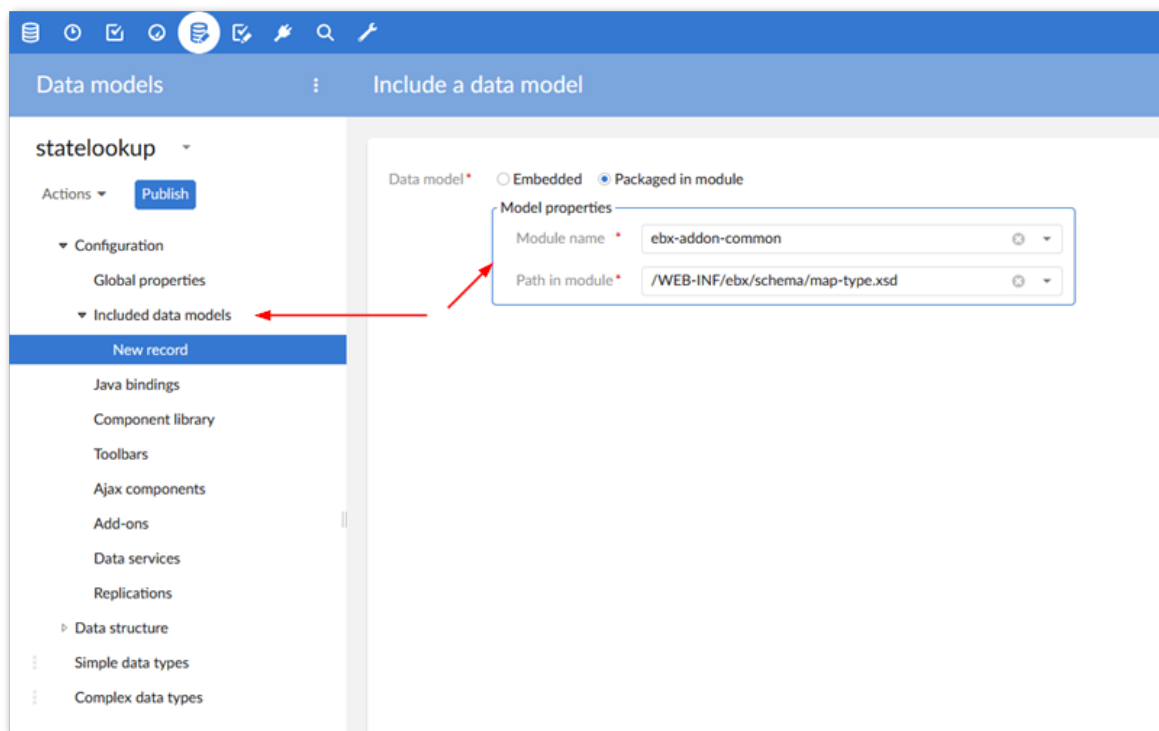 Data models
Include a data model
statelookup
Actions
Publish
Configuration
Global properties
Included data models
New record
Java bindings
Component library
Toolbars
Ajax components
Add-ons
Data services
Replications
Data structure
Simple data types
Complex data types
Data model* Embedded Packaged in module
Model properties
Module name * ebx-addon-common
Path in module* /WEB-INF/ebx/schema/map-type.xsd